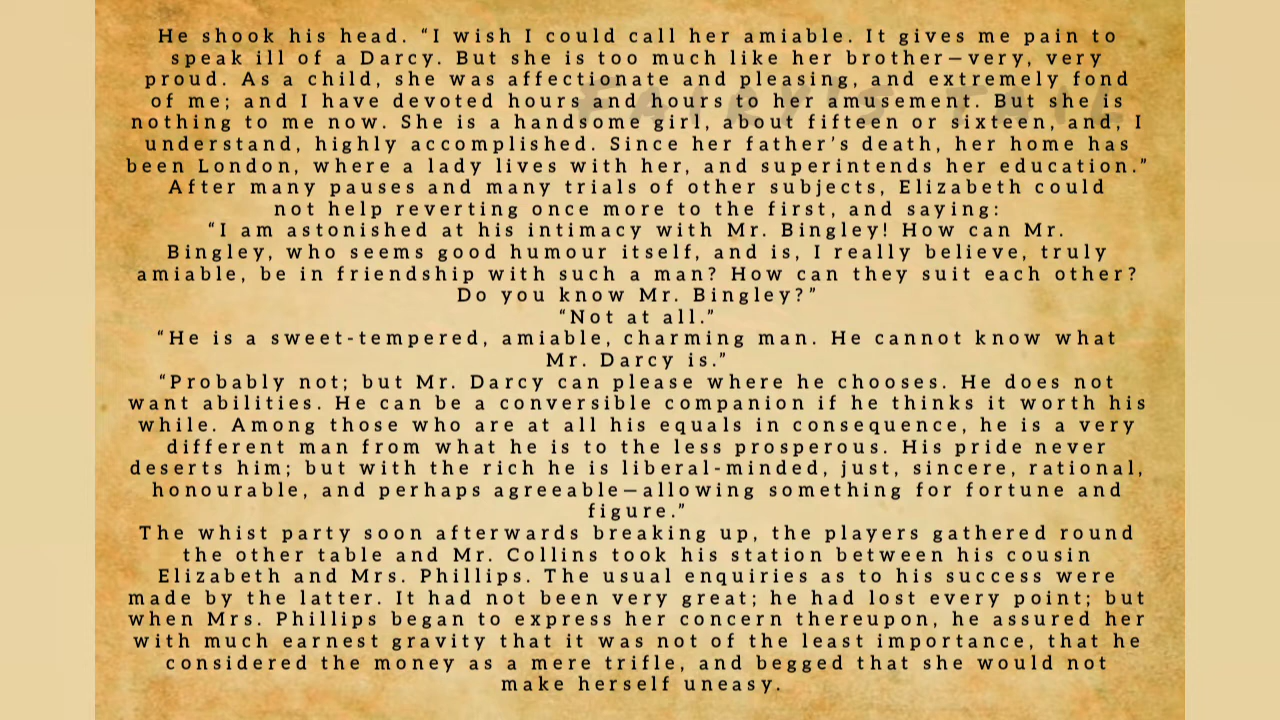 He shook his head. “I wish I could call her amiable. It gives me pain to
speak ill of a Darcy. But she is too much like her brother—very, very
proud. As a child, she was affectionate and pleasing, and extremely fond
of me; and I have devoted hours and hours to her amusement. But she is
nothing to me now. She is a handsome girl, about fifteen or sixteen, and, I
understand, highly accomplished. Since her father’s death, her home has
been London, where a lady lives with her, and superintends her education.”
After many pauses and many trials of other subjects, Elizabeth could
not help reverting once more to the first, and saying:
“I am astonished at his intimacy with Mr. Bingley! How can Mr.
Bingley, who seems good humour itself, and is, I really believe, truly
amiable, be in friendship with such a man? How can they suit each other?
Do you know Mr. Bingley?”
“Not at all.”
“He is a sweet-tempered, amiable, charming man. He cannot know what
Mr. Darcy is.”
“Probably not; but Mr. Darcy can please where he chooses. He does not
want abilities. He can be a conversible companion if he thinks it worth his
while. Among those who are at all his equals in consequence, he is a very
different man from what he is to the less prosperous. His pride never
deserts him; but with the rich he is liberal-minded, just, sincere, rational,
honourable, and perhaps agreeable—allowing something for fortune and
figure.”
The whist party soon afterwards breaking up, the players gathered round
the other table and Mr. Collins took his station between his cousin
Elizabeth and Mrs. Phillips. The usual enquiries as to his success were
made by the latter. It had not been very great; he had lost every point; but
when Mrs. Phillips began to express her concern thereupon, he assured her
with much earnest gravity that it was not of the least importance, that he
considered the money as a mere trifle, and begged that she would not
make herself uneasy.